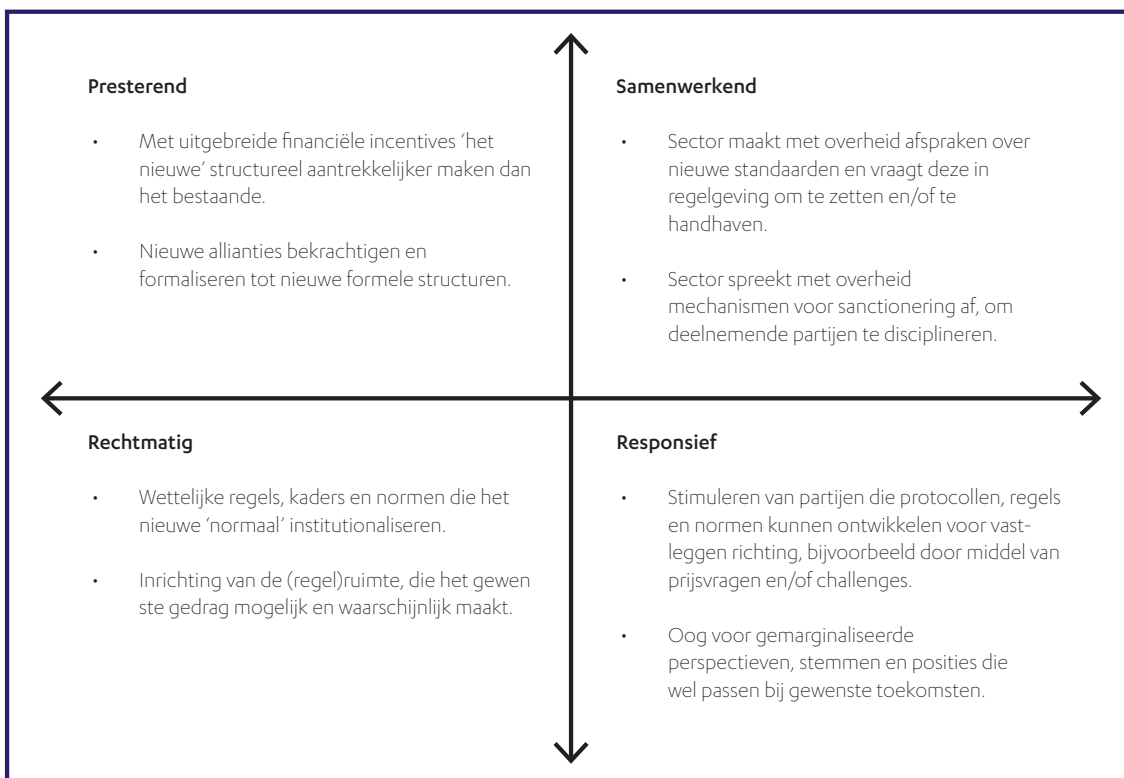 Presterend
• Met uitgebreide financiële incentives ‘het
nieuwe’ structureel aantrekkelijker maken dan
het bestaande.
• Nieuwe allianties bekrachtigen en
formaliseren tot nieuwe formele structuren.
Samenwerkend
• Sector maakt met overheid afspraken over
nieuwe standaarden en vraagt deze in
regelgeving om te zetten en/of te
handhaven.
• Sector spreekt met overheid
mechanismen voor sanctionering af, om
deelnemende partijen te disciplineren.
Rechtmatig
• Wettelijke regels, kaders en normen die het
nieuwe ‘normaal’ institutionaliseren.
• Inrichting van de (regel)ruimte, die het gewen
ste gedrag mogelijk en waarschijnlijk maakt.
Responsief
• Stimuleren van partijen die protocollen, regels
en normen kunnen ontwikkelen voor vast-
leggen richting, bijvoorbeeld door middel van
prijsvragen en/of challenges.
• Oog voor gemarginaliseerde
perspectieven, stemmen en posities die
wel passen bij gewenste toekomsten.